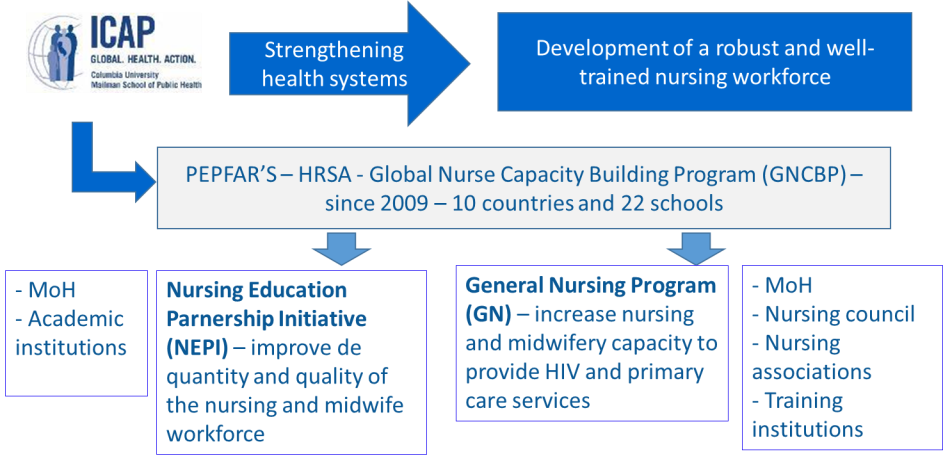 ICAP
GLOBAL. HEALTH. ACTION.
Columbia University
Mailman School of Public Health
Strengthening
health systems
Development of a robust and well-
trained nursing workforce
PEPFAR'S – HRSA - Global Nurse Capacity Building Program (GNCBP) –
since 2009 – 10 countries and 22 schools
- MoH
- Academic
institutions
Nursing Education
Parnership Initiative
(NEPI) – improve de
quantity and quality of
the nursing and midwife
workforce
General Nursing Program
(GN) – increase nursing
and midwifery capacity to
provide HIV and primary
care services
- MoH
- Nursing council
- Nursing
associations
- Training
institutions